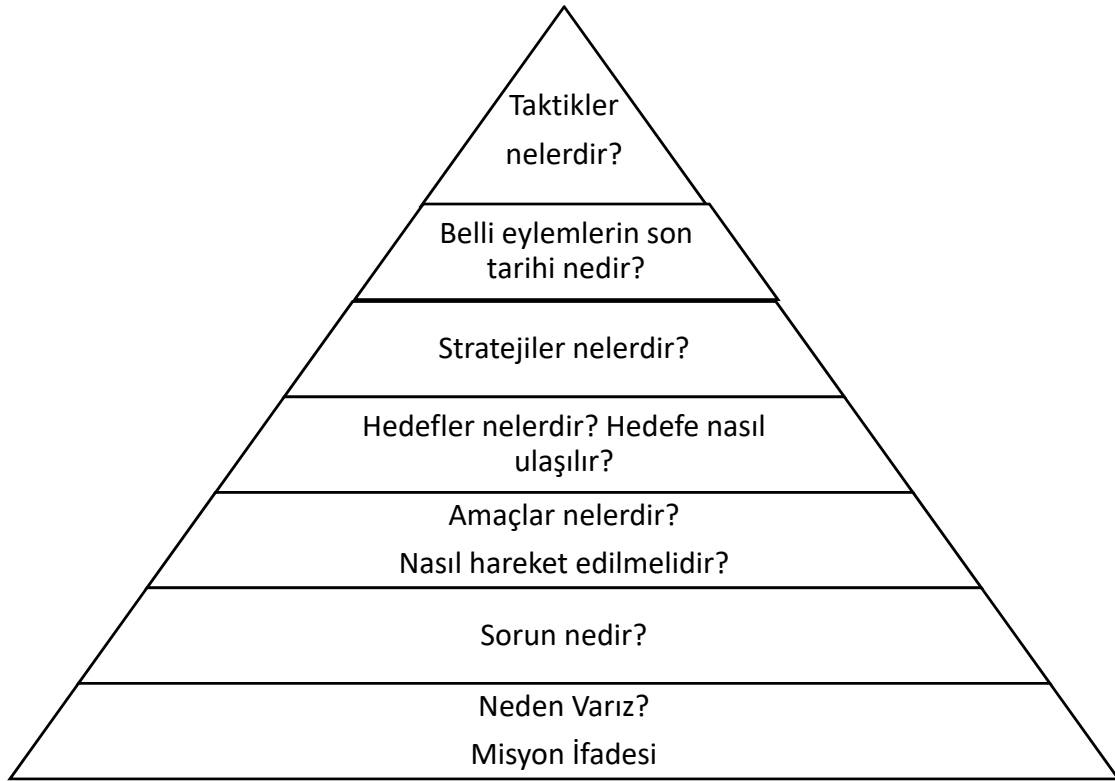 Taktikler
nelerdir?
Belli eylemlerin son
tarihi nedir?
Stratejiler nelerdir?
Hedefler nelerdir? Hedefe nasıl
ulaşılır?
Amaçlar nelerdir?
Nasıl hareket edilmelidir?
Sorun nedir?
Neden Varız?
Misyon İfadesi